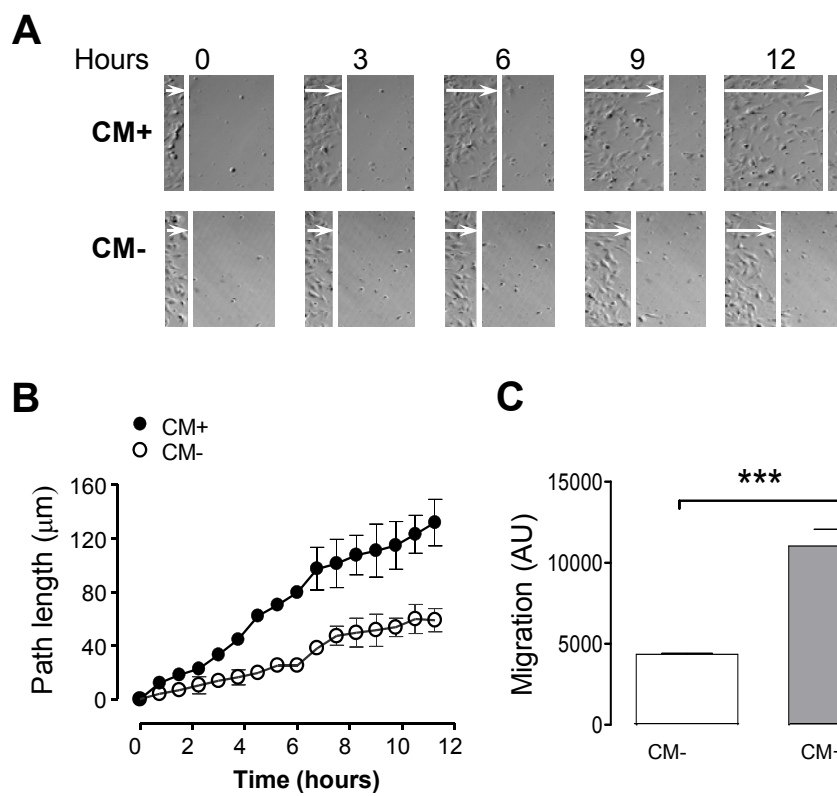 A
Hours 0 3 6 9 12
CM+
CM-
B
CM+
CM-
Path length (μm)
160
120
80
40
0
0 2 4 6 8 10 12
Time (hours)
C
***
Migration (AU)
15000
10000
5000
0
CM- CM+